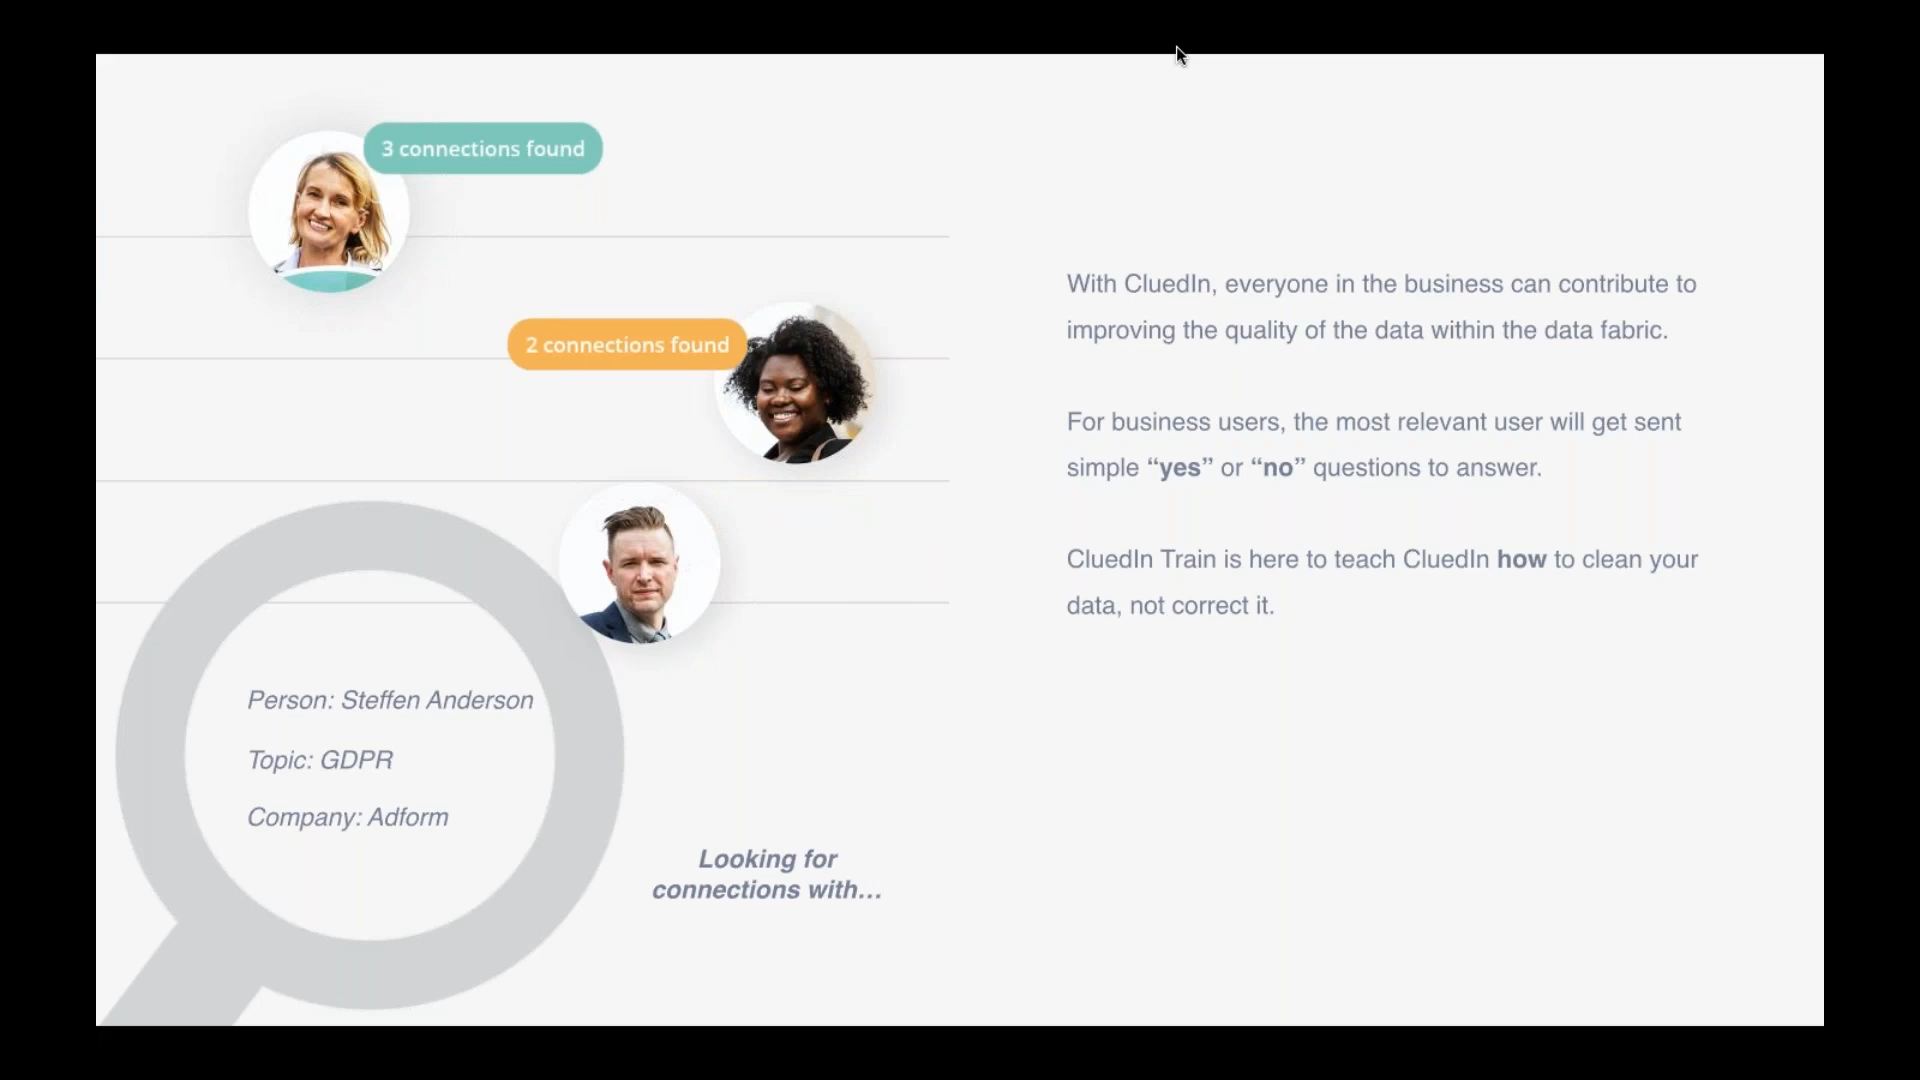 3 connections found
2 connections found
Person: Steffen Anderson
Topic: GDPR
Company: Adform
Looking for
connections with...
With CluedIn, everyone in the business can contribute to
improving the quality of the data within the data fabric.
For business users, the most relevant user will get sent
simple “yes” or “no” questions to answer.
CluedIn Train is here to teach CluedIn how to clean your
data, not correct it.